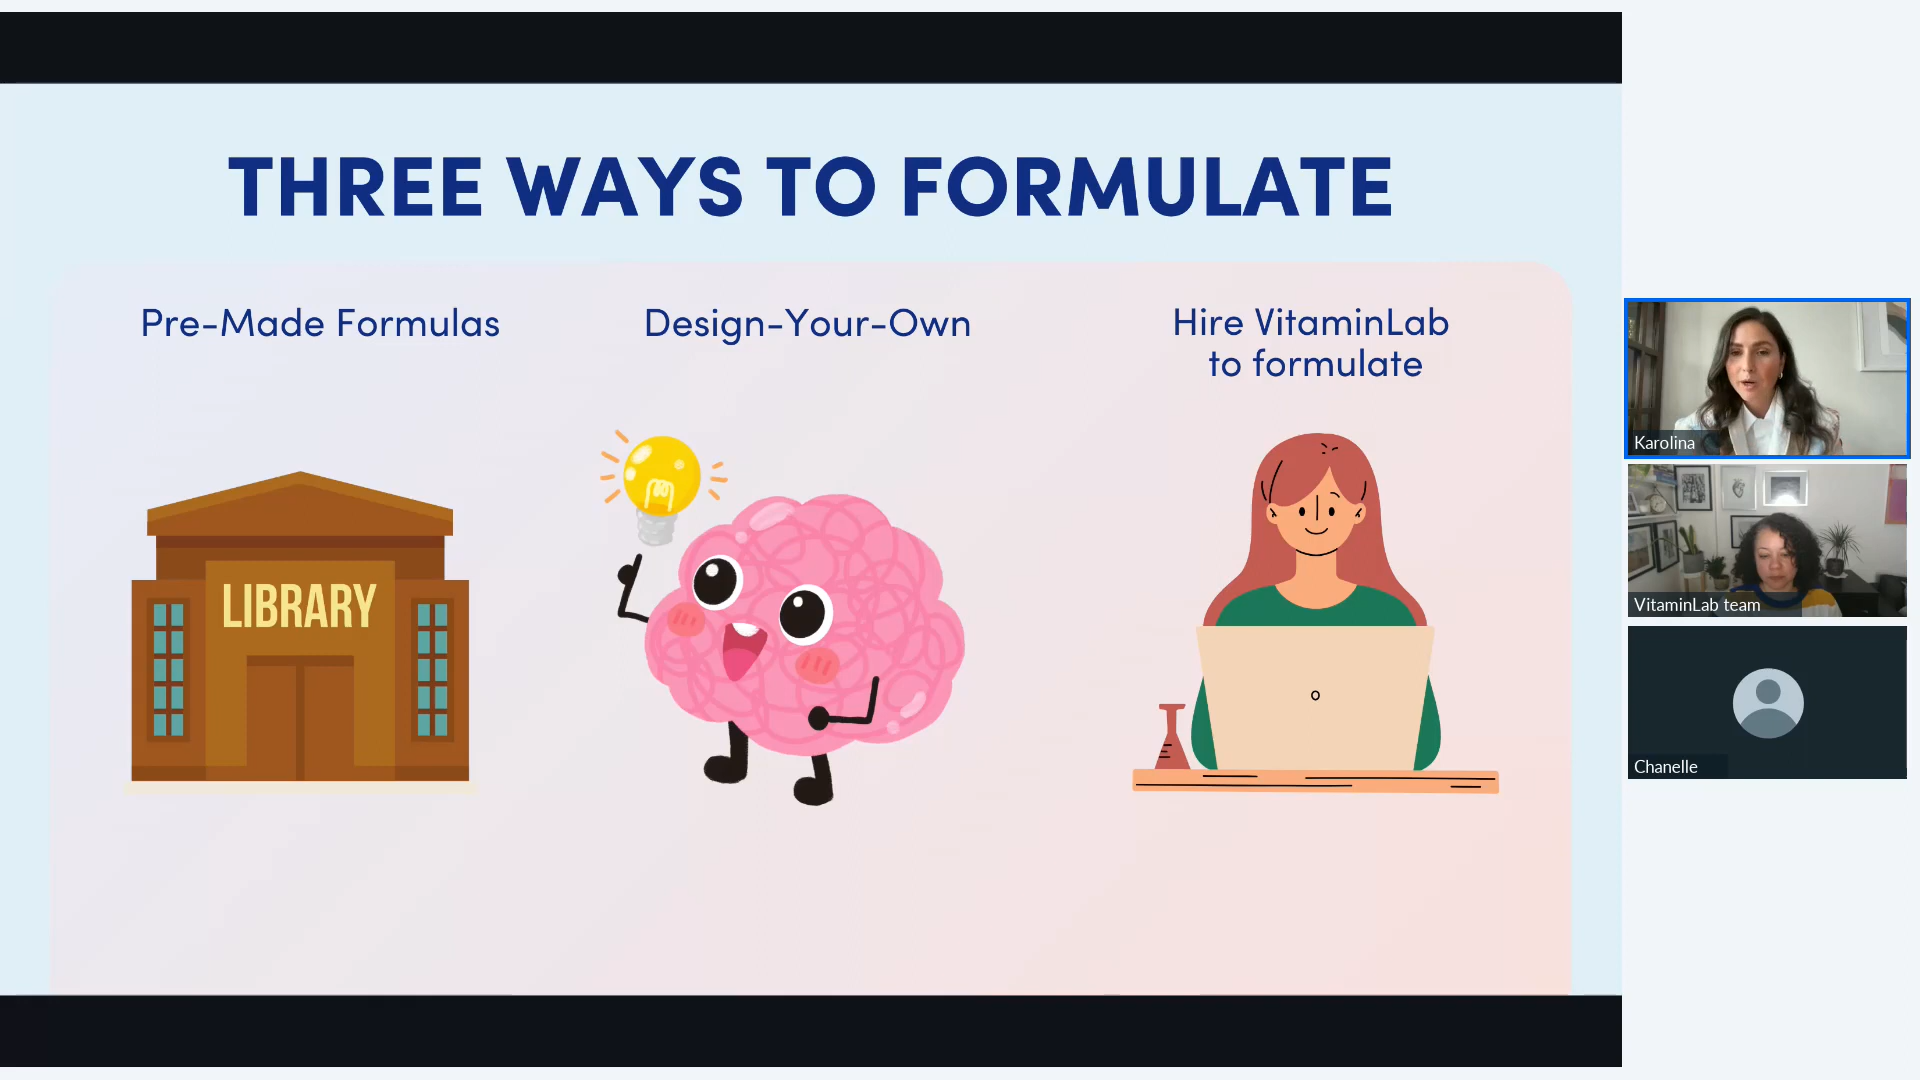 THREE WAYS TO FORMULATE
Pre-Made Formulas
Design-Your-Own
Hire VitaminLab
to formulate
LIBRARY
Karolina
VitaminLab team
Chanelle